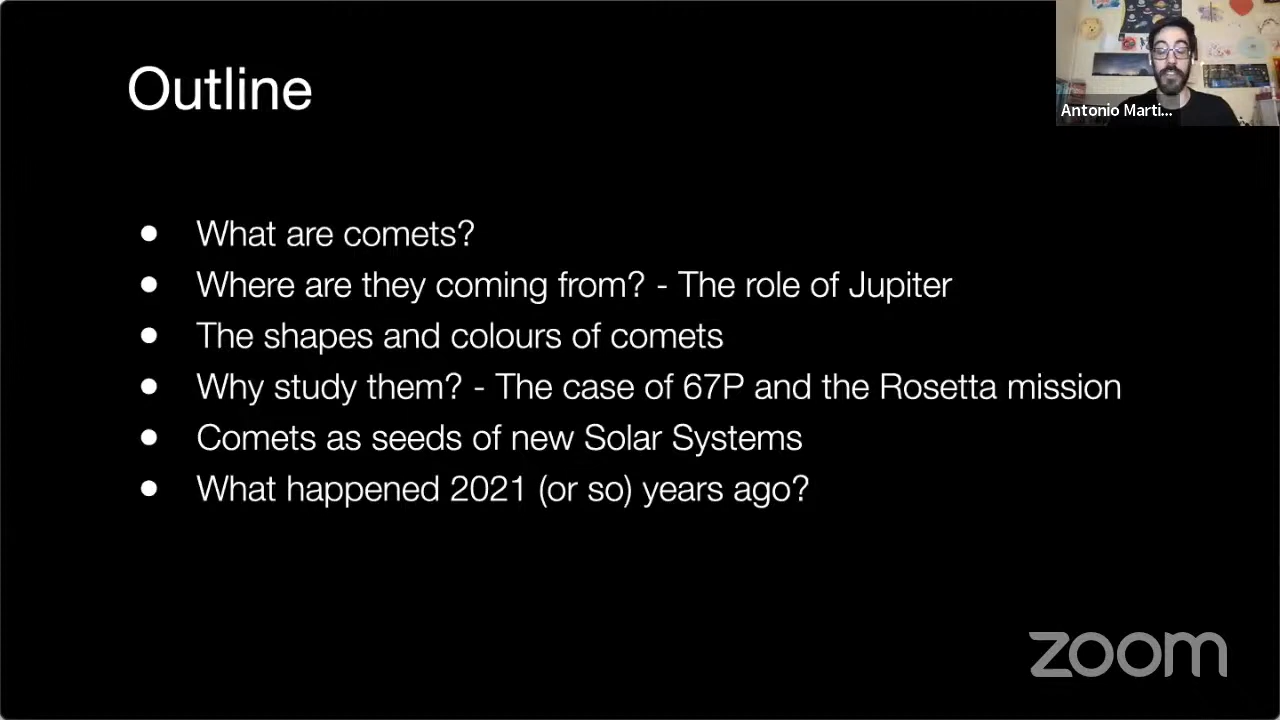 Outline
Antonio Marti...
● What are comets?
● Where are they coming from? - The role of Jupiter
● The shapes and colours of comets
● Why study them? - The case of 67P and the Rosetta mission
● Comets as seeds of new Solar Systems
● What happened 2021 (or so) years ago?
zoom